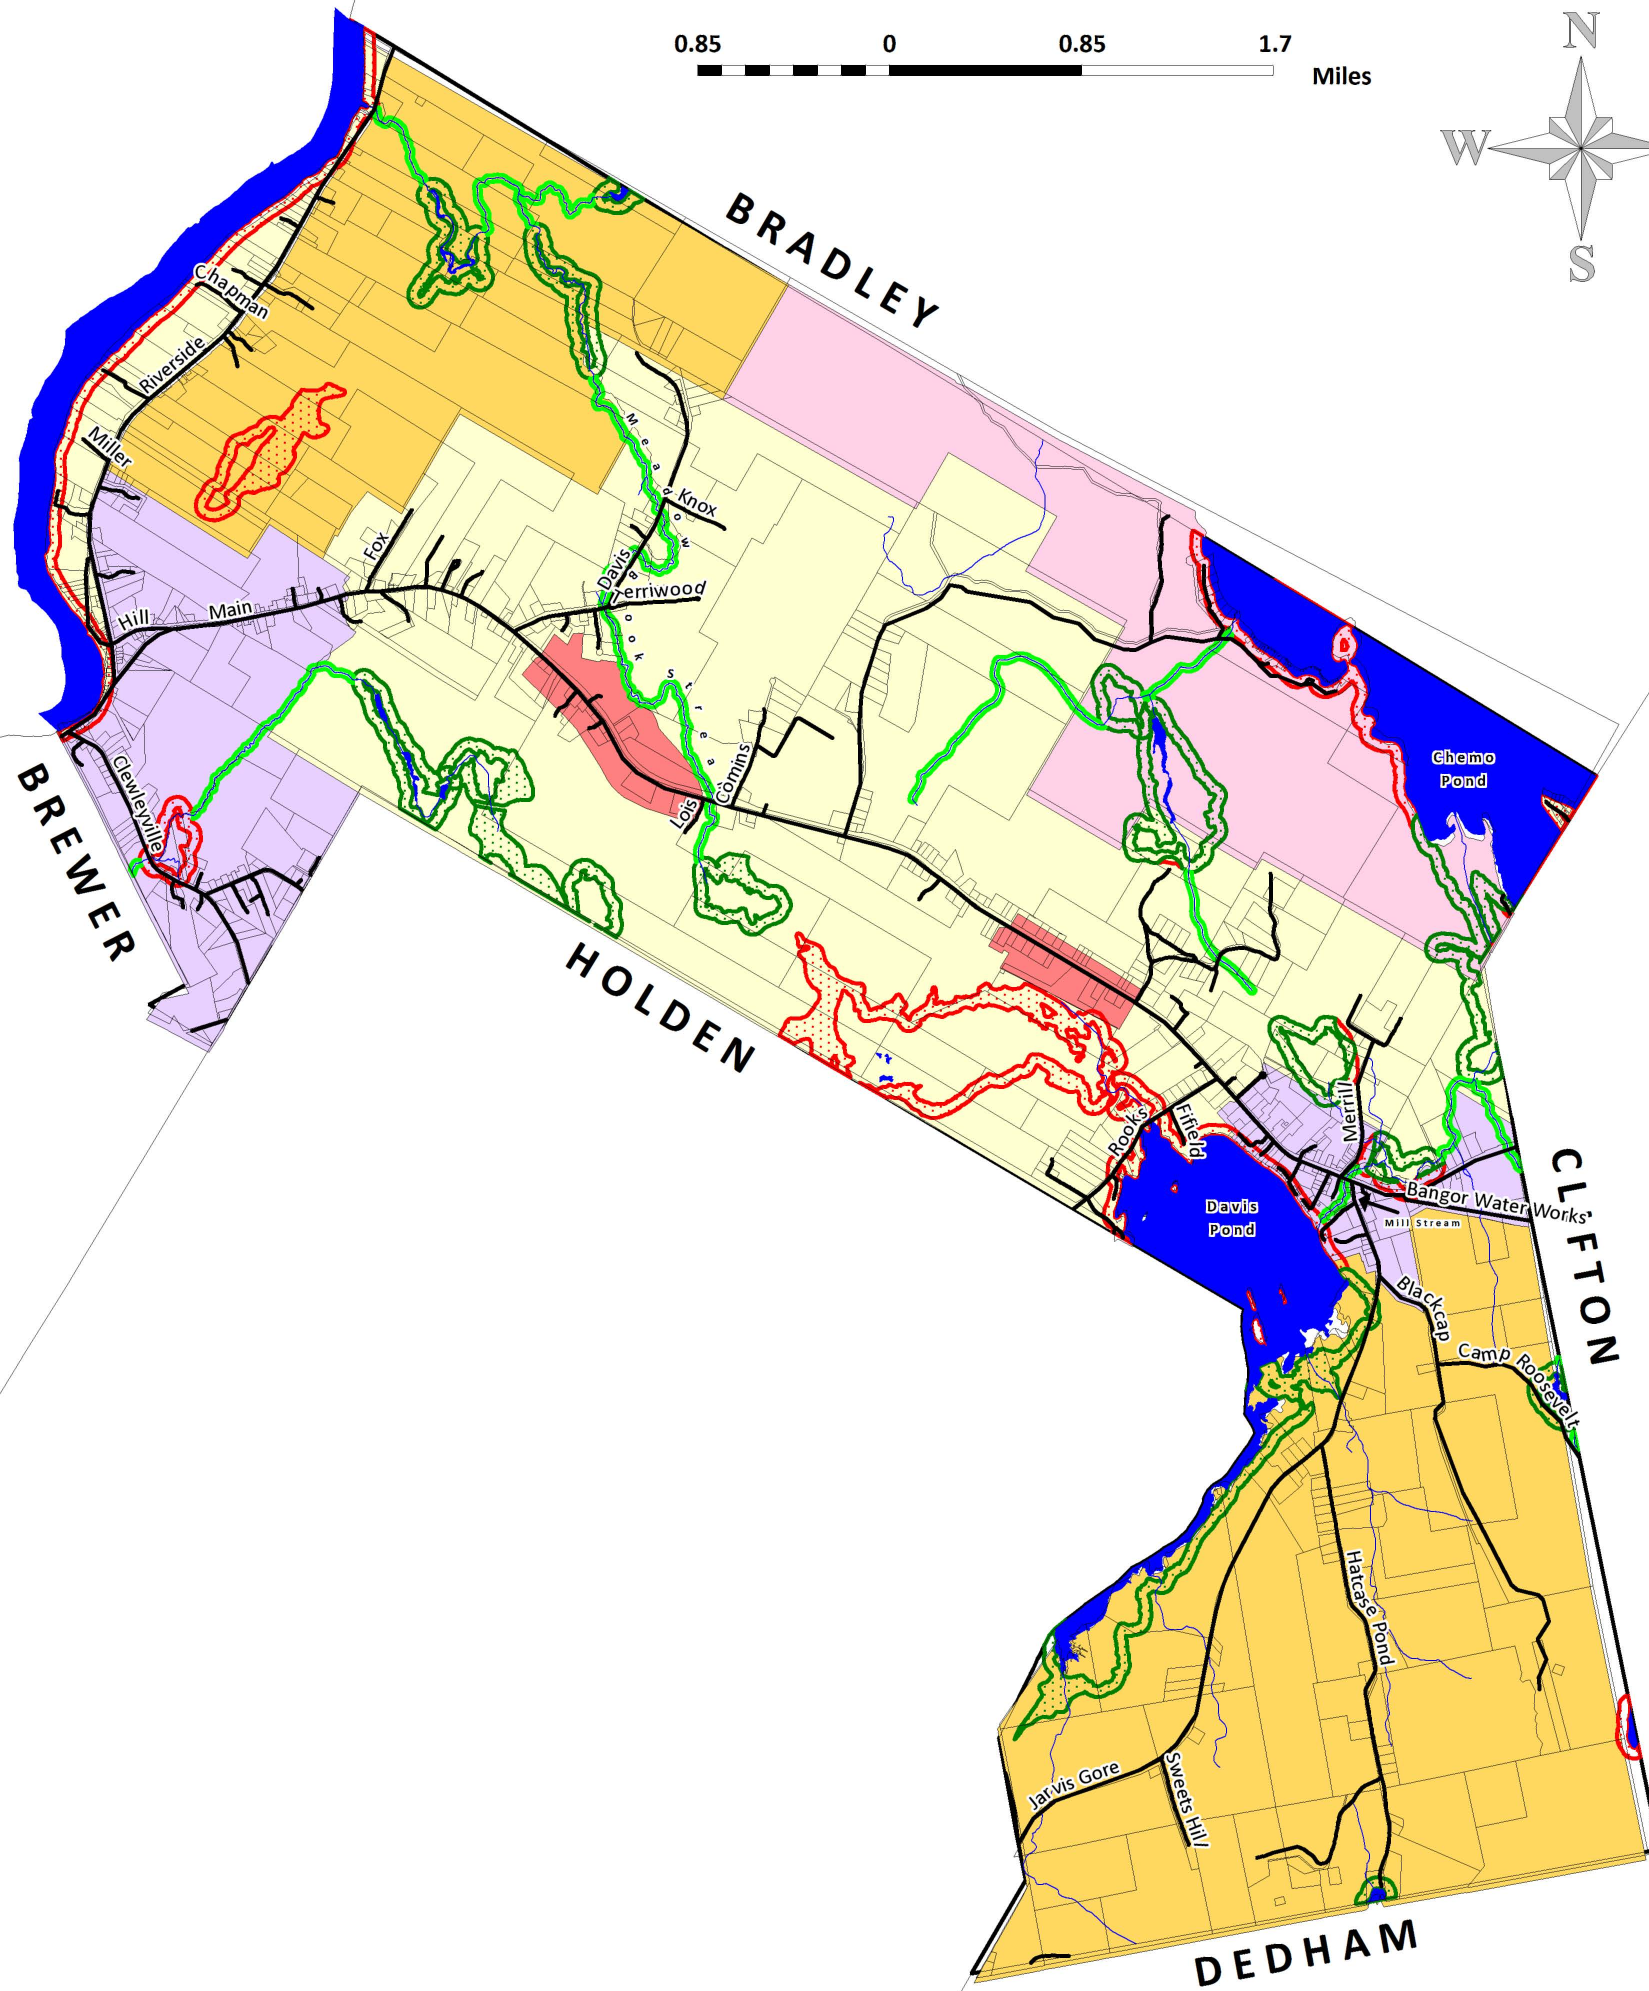 0.85 0 0.85 1.7
Miles
N
W
S
BRADLEY
Chapman
Riverside
Miller
Meadow Brook Strea
Knox
Fox
Davis
Terriwood
Main
Hill
Chemo
Pond
Comins
Lois
Clewleyville
BREWER
HOLDEN
Merrill
Rooks
Fifield
CLIFTON
Bangor Water Works
Davis
Pond
Mill Stream
Blackcap
Camp Roosevelt
Hatcase Pond
Jarvis Gore
Sweets Hill
DEDHAM